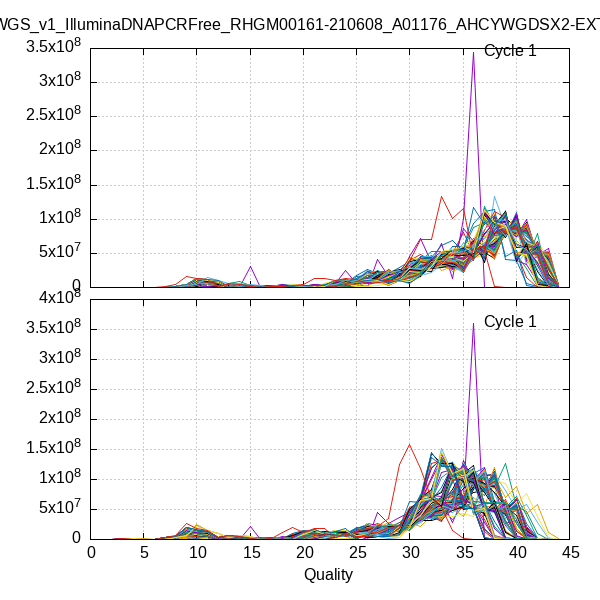 WGS_v1_IlluminaDNAPCRFree_RHGM00161-210608_A01176_AHCYWGDSX2-EXT
3.5x10^8
Cycle 1
3x10^8
2.5x10^8
2x10^8
1.5x10^8
1x10^8
5x10^7
0
4x10^8
3.5x10^8
Cycle 1
3x10^8
2.5x10^8
2x10^8
1.5x10^8
1x10^8
5x10^7
0
0 5 10 15 20 25 30 35 40 45
Quality